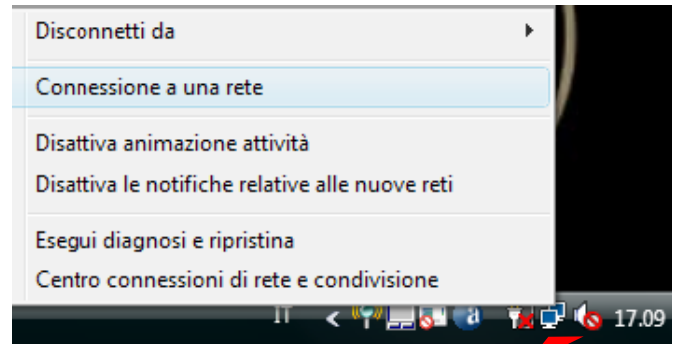 Disconnetti da
Connessione a una rete
Disattiva animazione attività
Disattiva le notifiche relative alle nuove reti
Esegui diagnosi e ripristina
Centro connessioni di rete e condivisione
IT < a 17.09